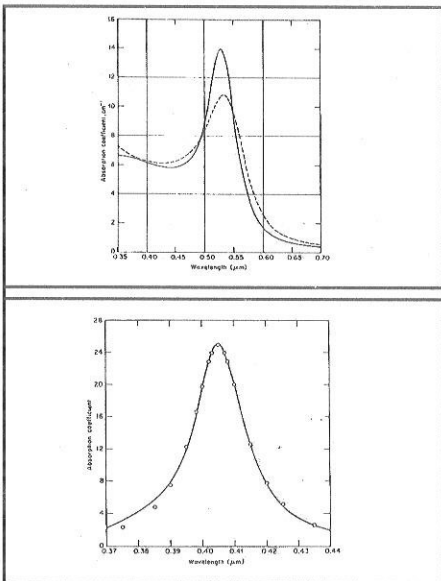 16
14
12
10
8
6
4
2
0
Absorption coefficient, cm⁻¹
0.35 0.40 0.45 0.50 0.55 0.60 0.65 0.70
Wavelength (μm)
28
24
20
16
12
8
4
0
Absorption coefficient
0.37 0.38 0.39 0.40 0.41 0.42 0.43 0.44
Wavelength (μm)